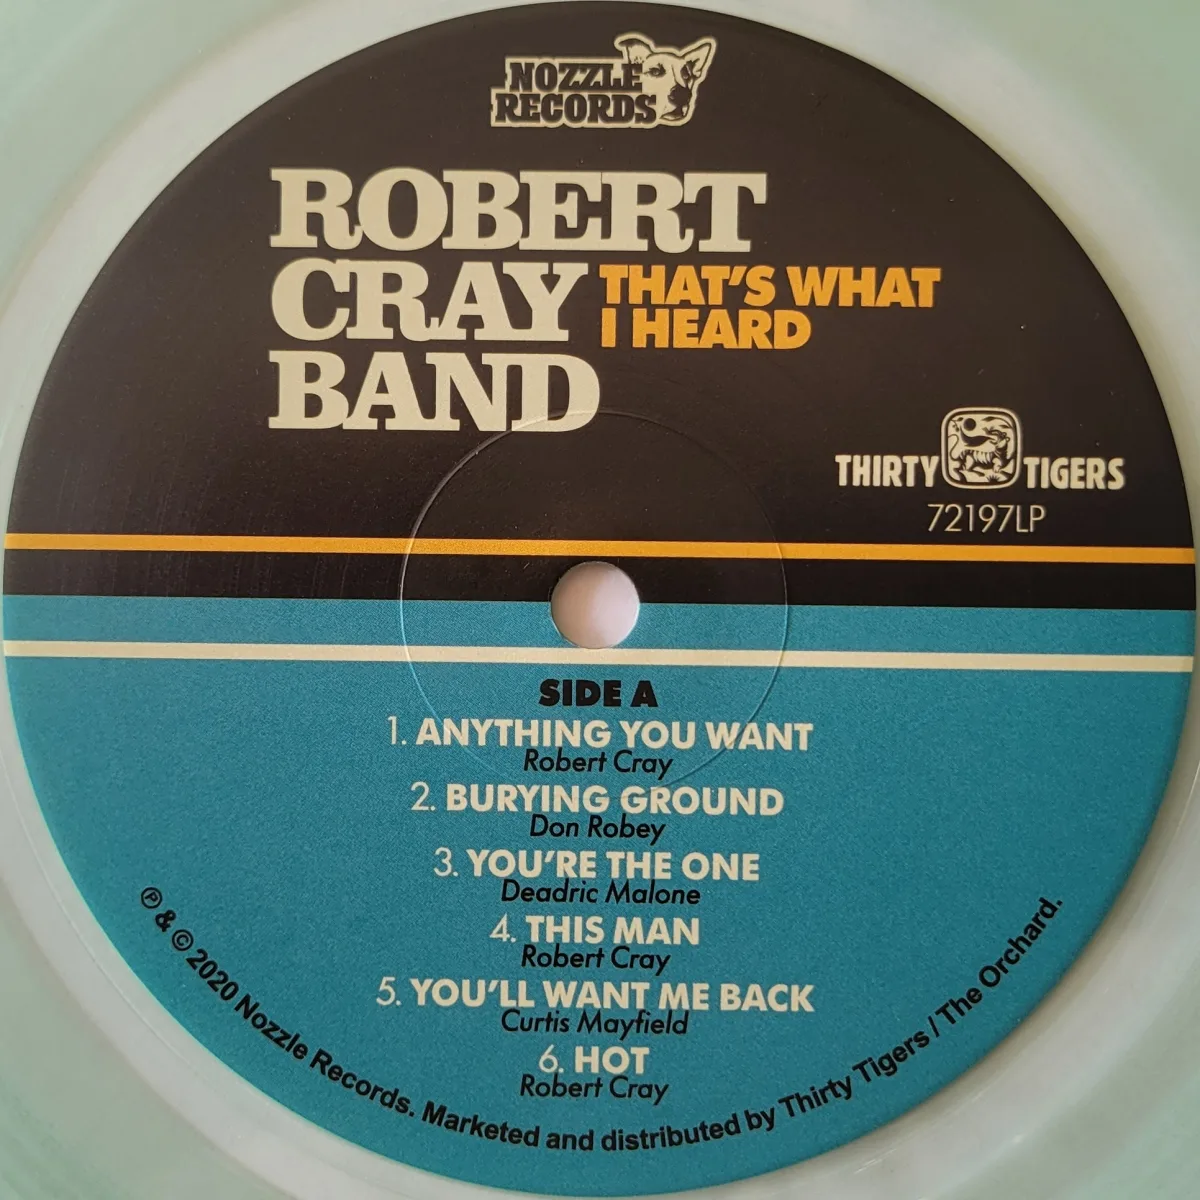 NOZZLE
RECORDS
ROBERT
CRAY
BAND
THAT'S WHAT
I HEARD
THIRTY TIGERS
72197LP
SIDE A
1. ANYTHING YOU WANT
Robert Cray
2. BURYING GROUND
Don Robey
3. YOU'RE THE ONE
Deadric Malone
4. THIS MAN
Robert Cray
5. YOU'LL WANT ME BACK
Curtis Mayfield
6. HOT
Robert Cray
℗ & © 2020 Nozzle Records. Marketed and distributed by Thirty Tigers / The Orchard.